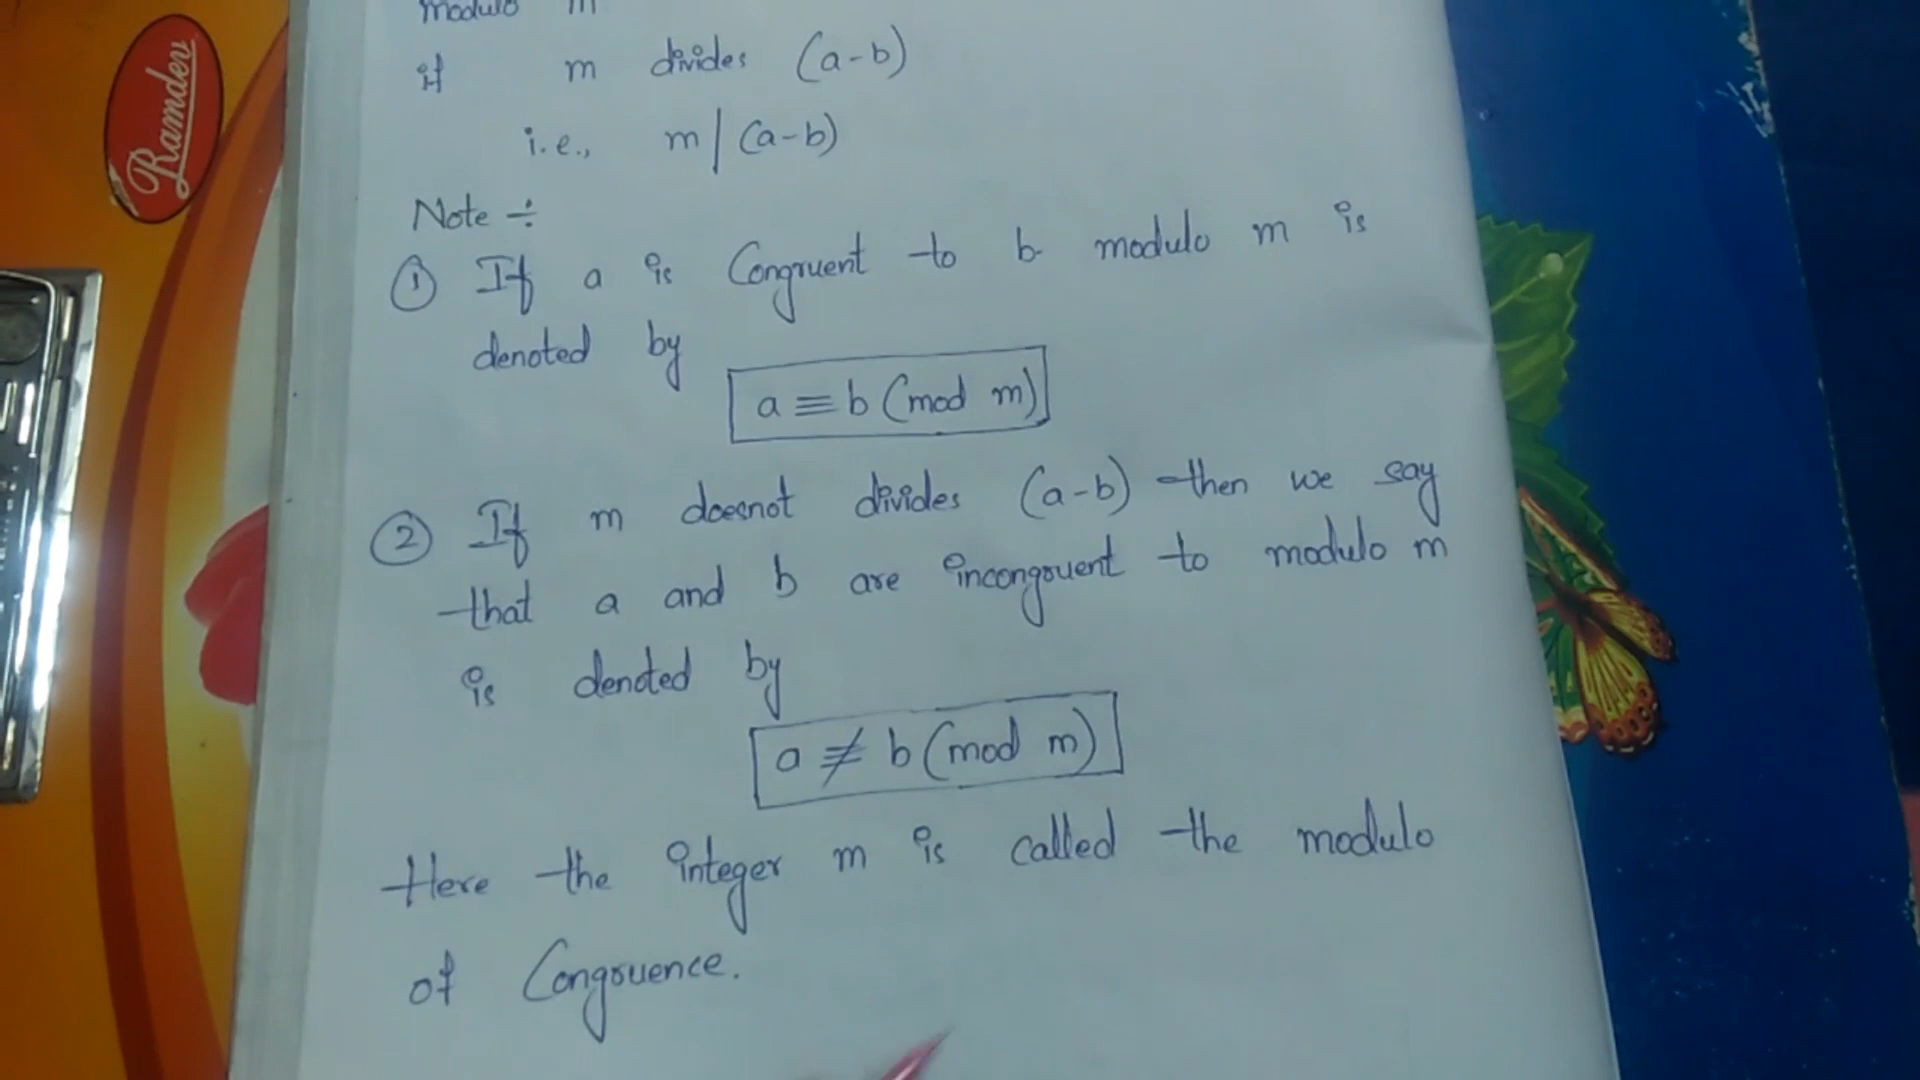 Ramdev
modulo m
if m divides (a-b)
i.e., m | (a-b)
Note ÷
① If a is Congruent to b modulo m is
denoted by
a ≡ b (mod m)
② If m doesnot divides (a-b) then we say
that a and b are incongruent to modulo m
is denoted by
a ≢ b (mod m)
Here the integer m is called the modulo
of Congruence.